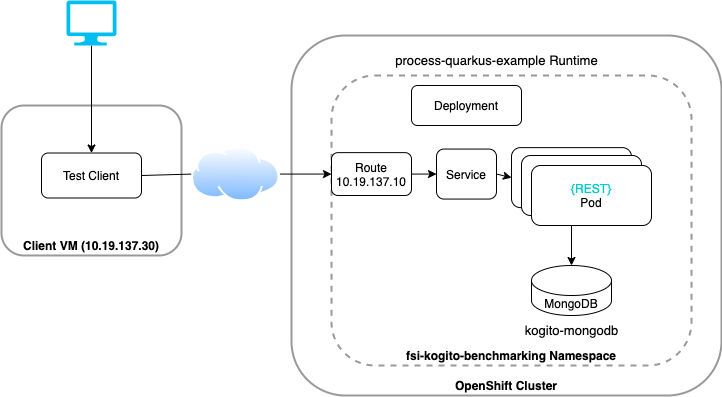 process-quarkus-example Runtime
Deployment
Test Client
Route
10.19.137.10
Service
{REST}
Pod
Client VM (10.19.137.30)
MongoDB
kogito-mongodb
fsi-kogito-benchmarking Namespace
OpenShift Cluster